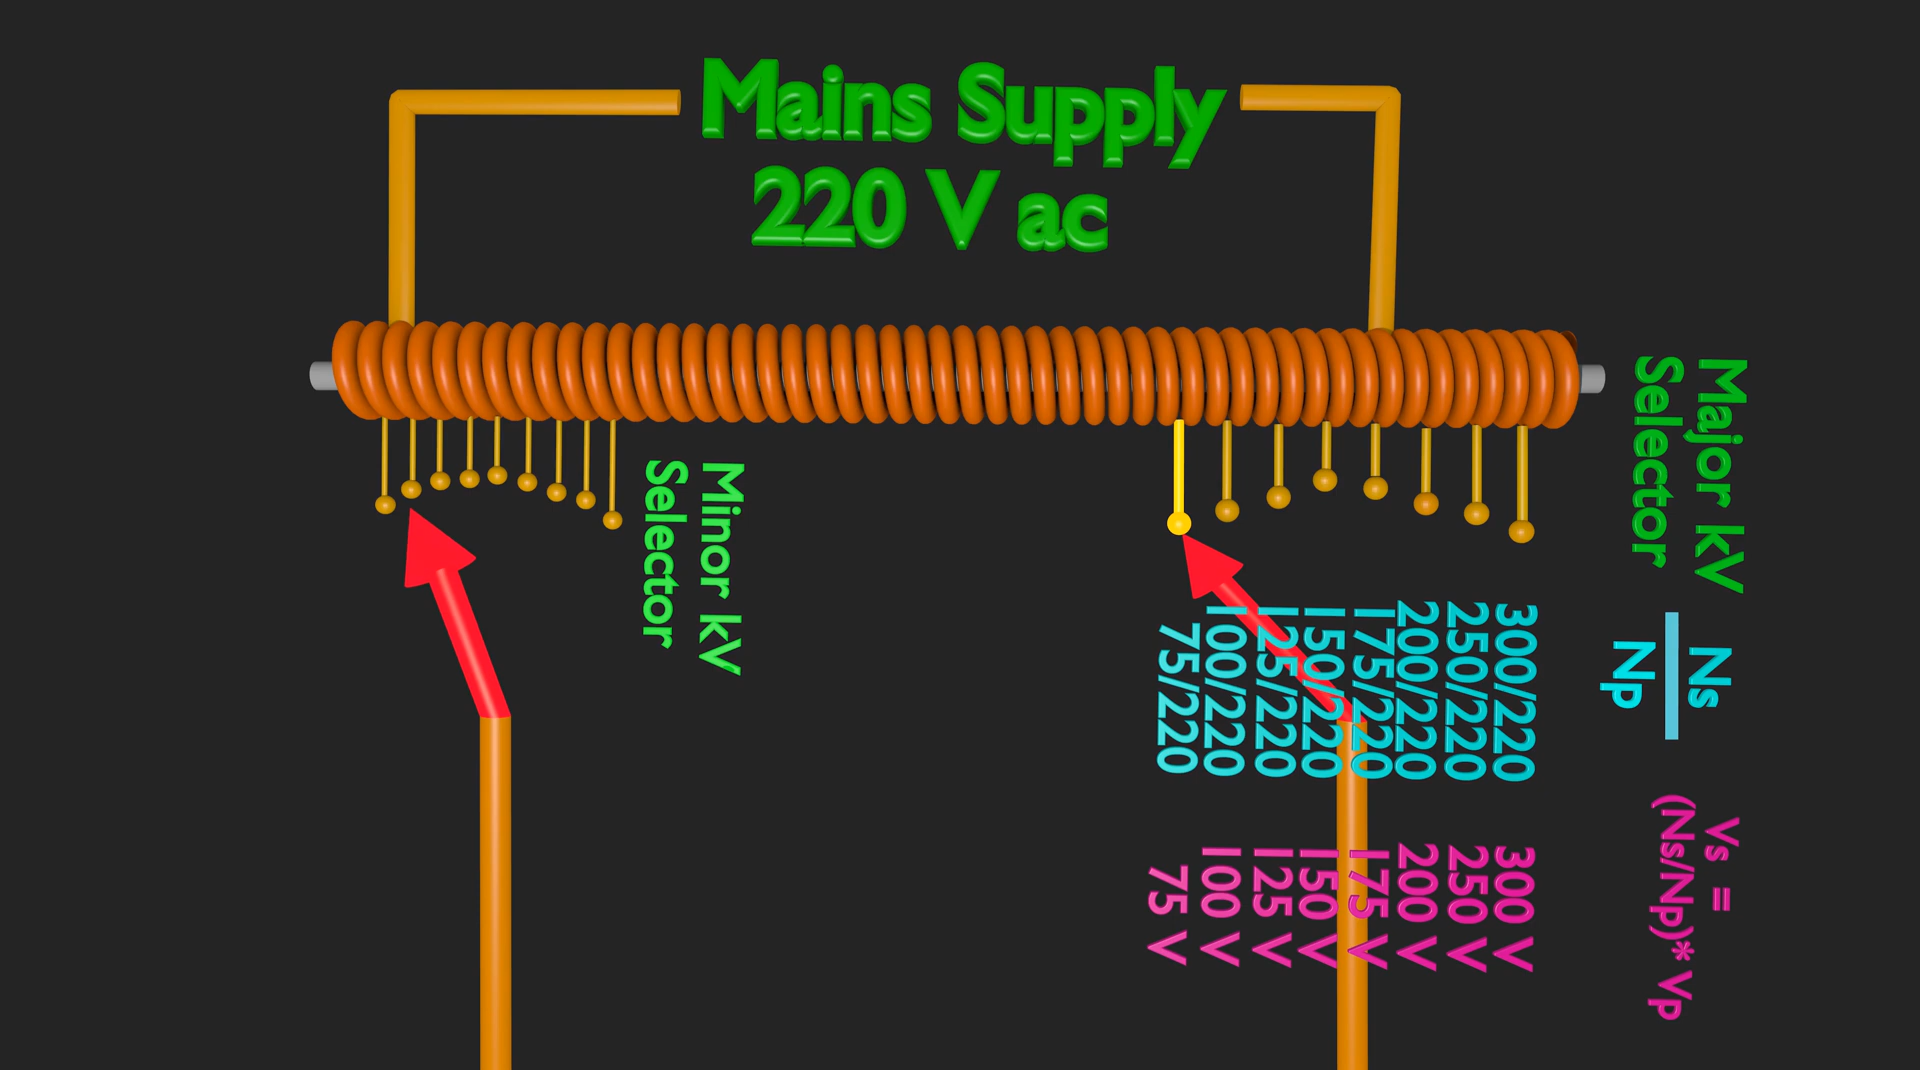 Mains Supply
220 V ac
Minor kV
Selector
Major kV
Selector
Ns
Np
300/220
250/220
200/220
175/220
150/220
125/220
100/220
75/220
Vs =
(Ns/Np)* Vp
300 V
250 V
200 V
175 V
150 V
125 V
100 V
75 V